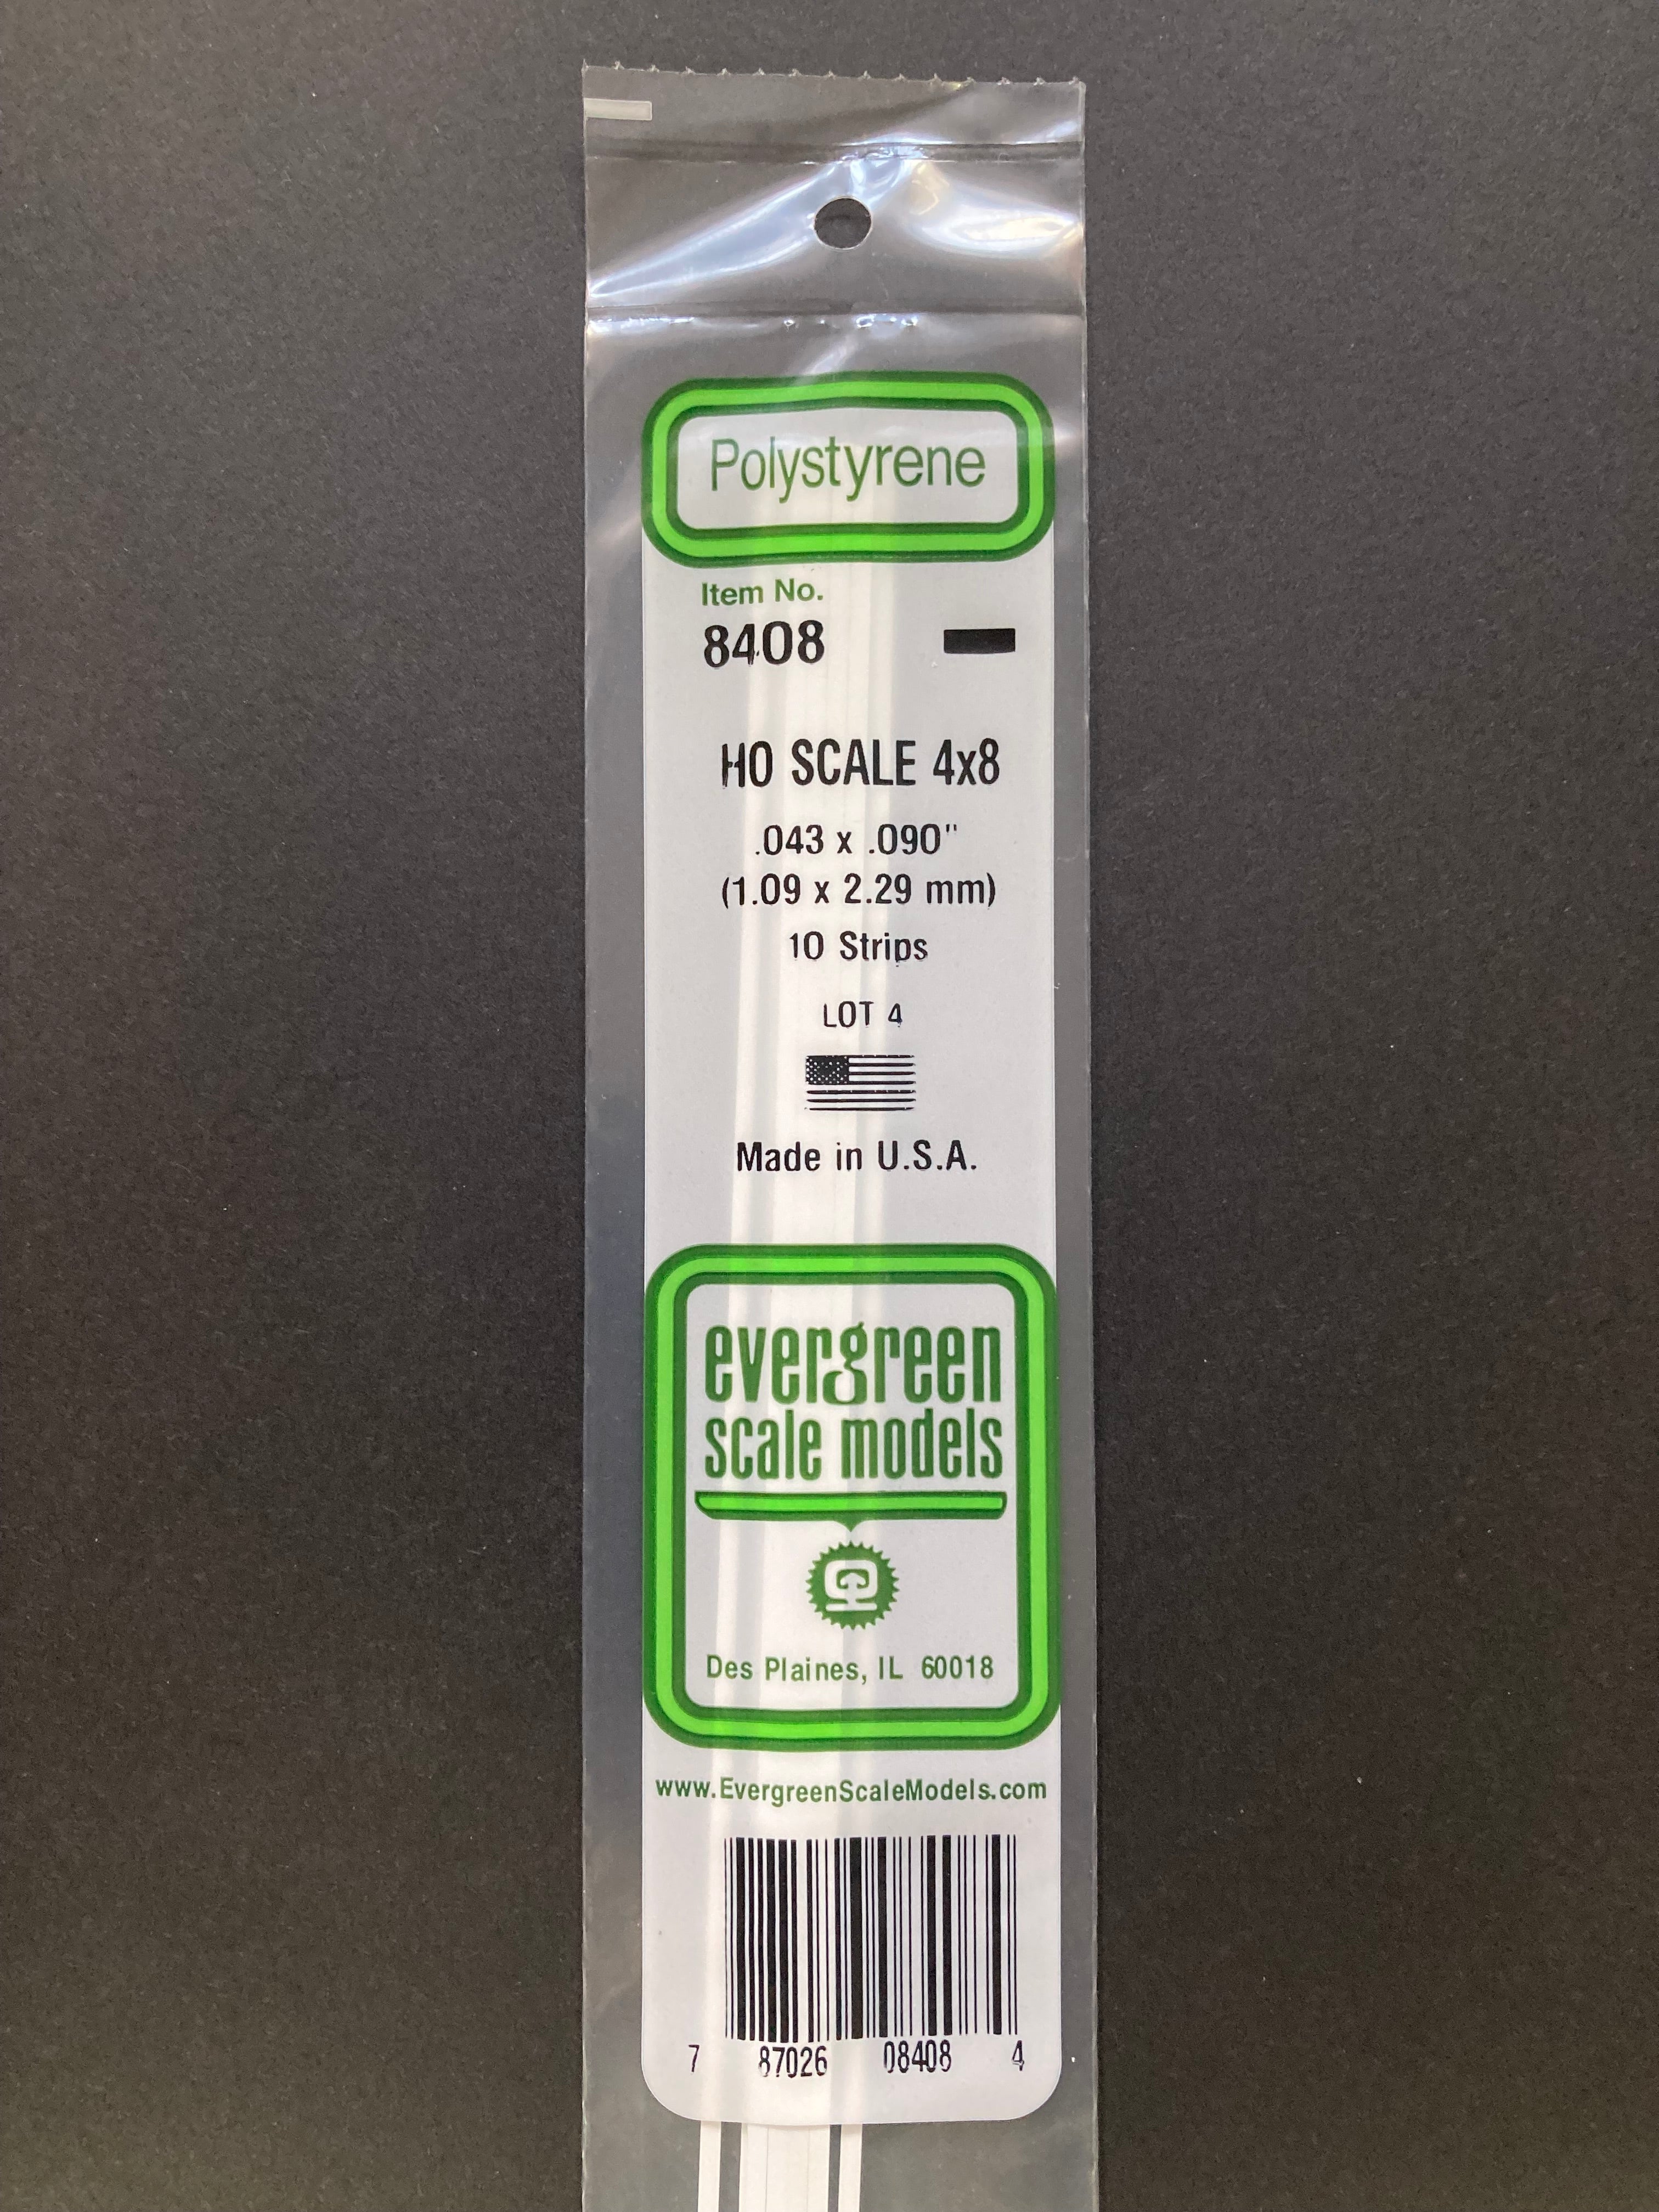 Polystyrene
Item No.
8408
HO SCALE 4x8
.043 x .090"
(1.09 x 2.29 mm)
10 Strips
LOT 4
Made in U.S.A.
evergreen
scale models
Des Plaines, IL 60018
www.EvergreenScaleModels.com
7 87026 08408 4